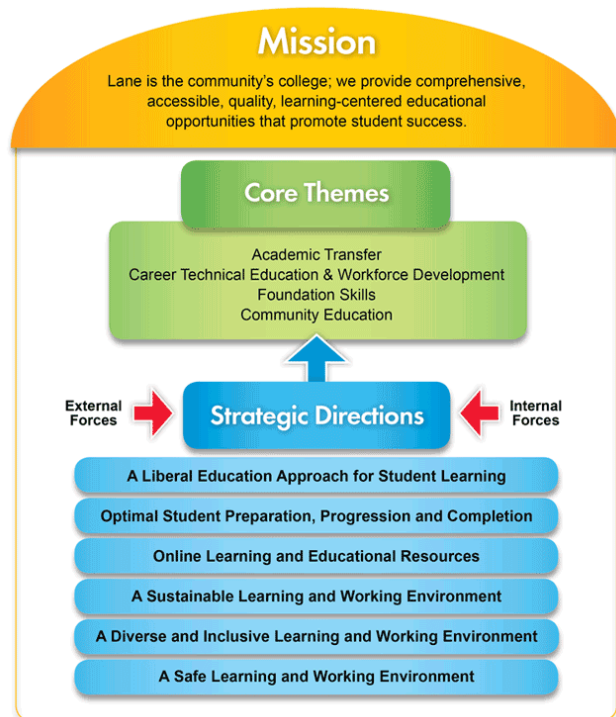 Mission
Lane is the community's college; we provide comprehensive,
accessible, quality, learning-centered educational
opportunities that promote student success.
Core Themes
Academic Transfer
Career Technical Education & Workforce Development
Foundation Skills
Community Education
External
Forces
Strategic Directions
Internal
Forces
A Liberal Education Approach for Student Learning
Optimal Student Preparation, Progression and Completion
Online Learning and Educational Resources
A Sustainable Learning and Working Environment
A Diverse and Inclusive Learning and Working Environment
A Safe Learning and Working Environment